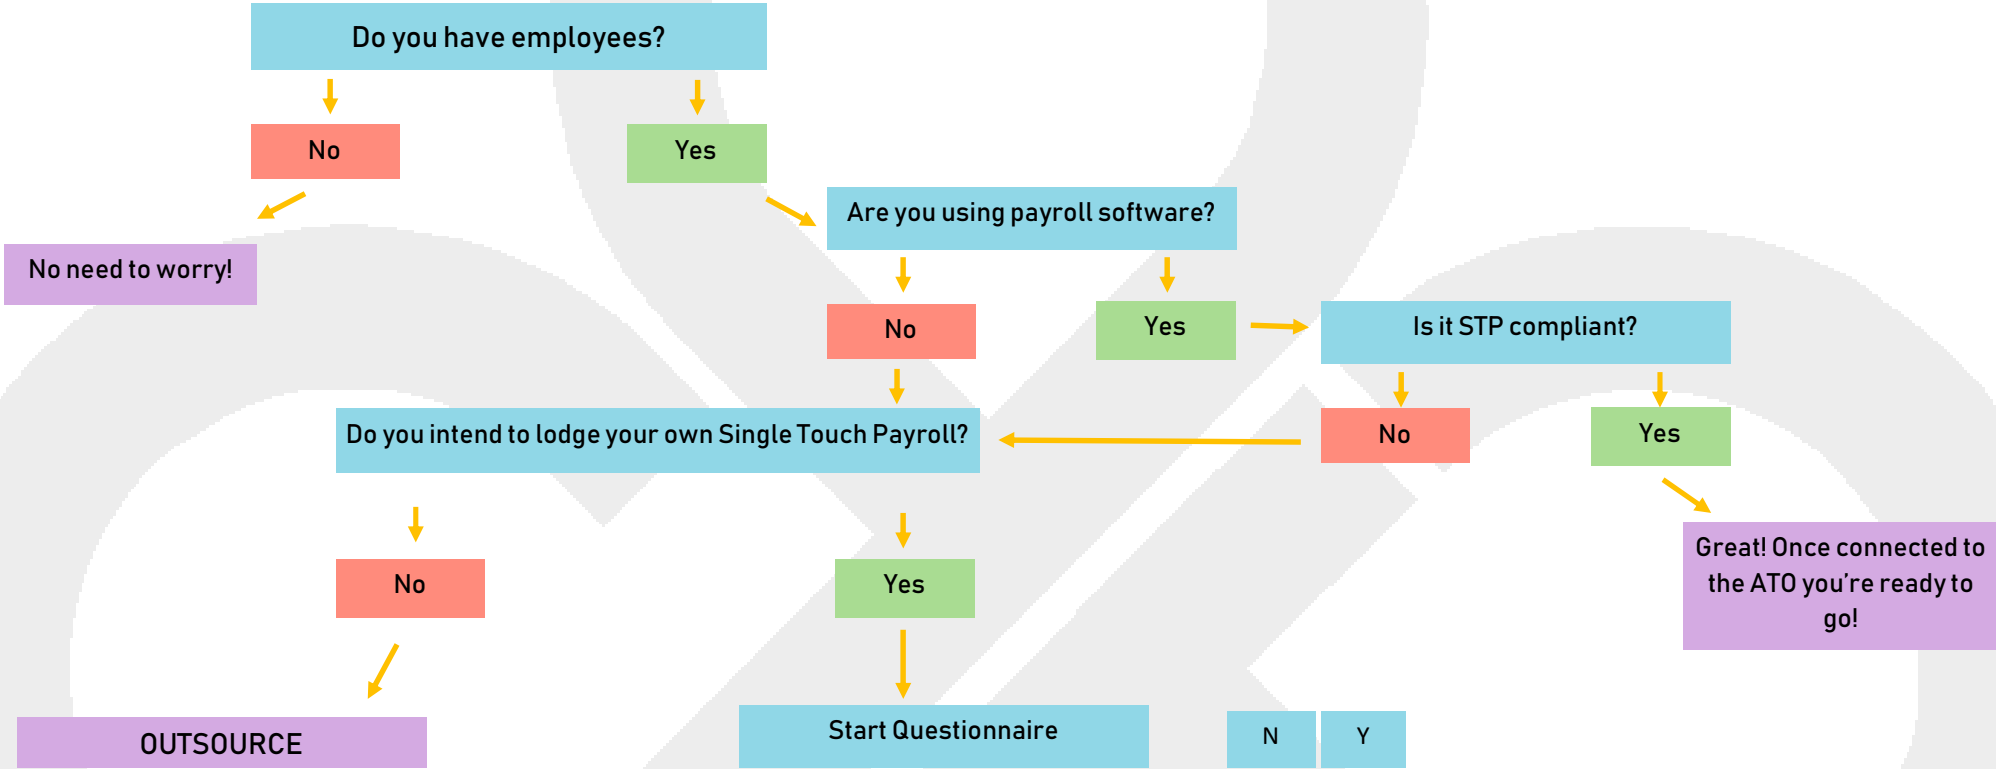 Do you have employees?
No
Yes
Are you using payroll software?
No need to worry!
No
Yes
Is it STP compliant?
Do you intend to lodge your own Single Touch Payroll?
No
Yes
Great! Once connected to
the ATO you’re ready to
go!
No
Yes
OUTSOURCE
Start Questionnaire
N
Y